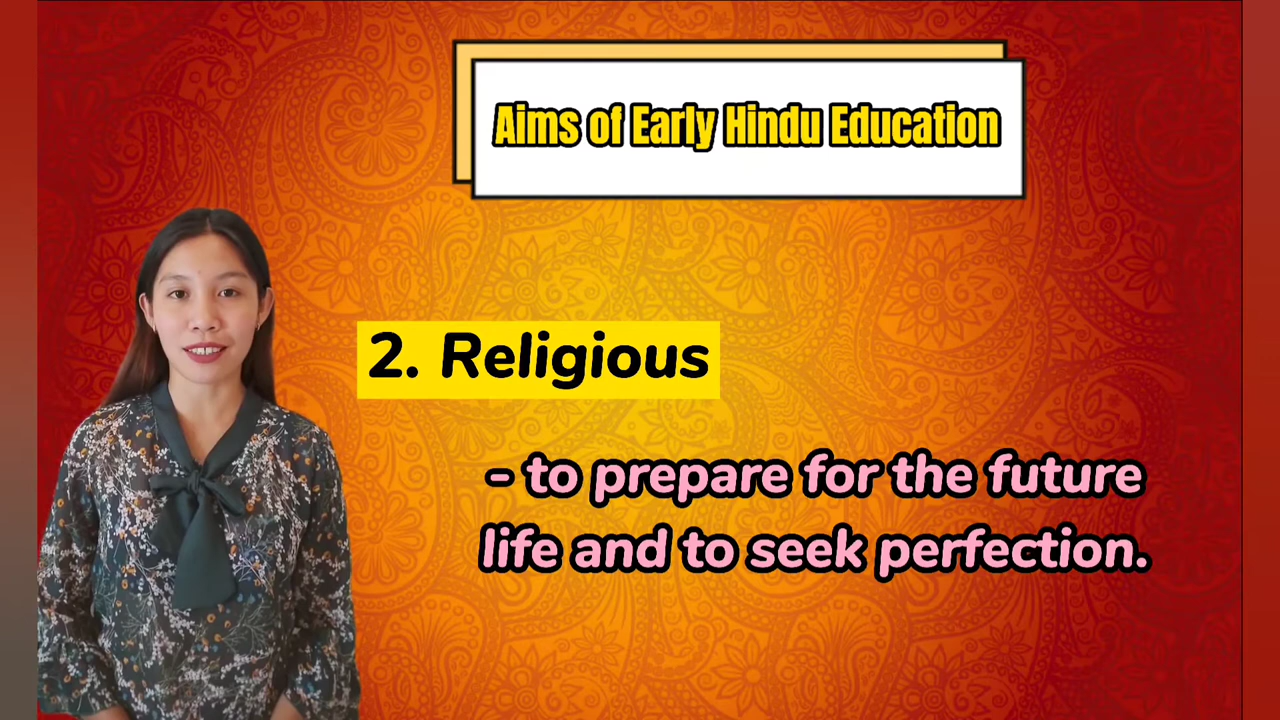 Aims of Early Hindu Education
2. Religious
- to prepare for the future
life and to seek perfection.